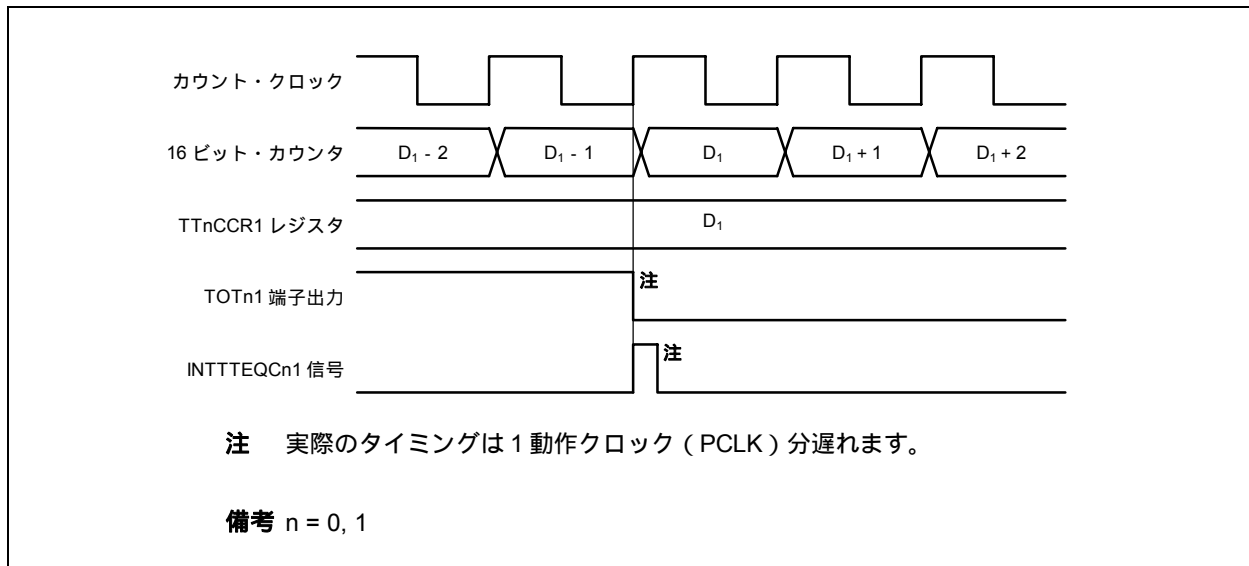 カウント・クロック
16 ビット・カウンタ D₁ - 2 D₁ - 1 D₁ D₁ + 1 D₁ + 2
TTnCCR1 レジスタ D₁
TOTn1 端子出力 注
INTTTEQCn1 信号 注
注 実際のタイミングは 1 動作クロック ( PCLK ) 分遅れます。
備考 n = 0, 1